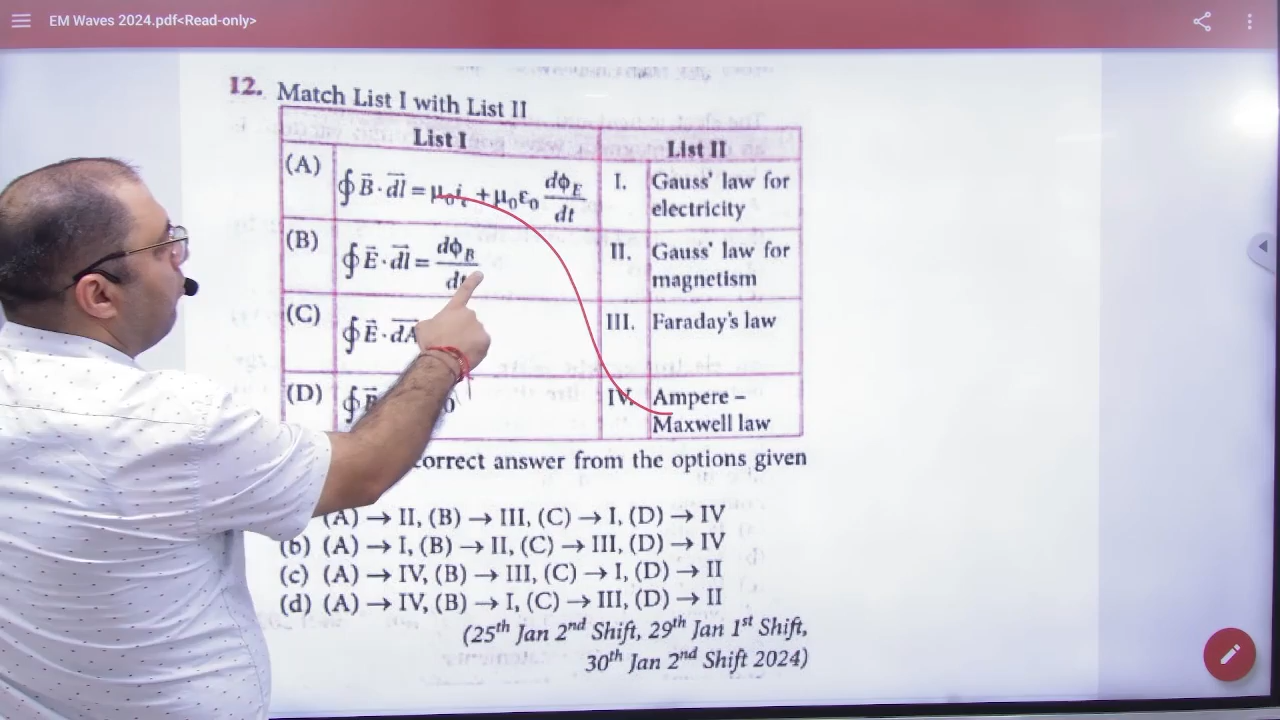 EM Waves 2024.pdf<Read-only>
12. Match List I with List II
List I List II
(A) ∮B⃗ · dl⃗ = μ₀i꜀ + μ₀ε₀ dϕ_E/dt I. Gauss' law for electricity
(B) ∮E⃗ · dl⃗ = dϕ_B/dt II. Gauss' law for magnetism
(C) ∮E⃗ · dA III. Faraday's law
(D) ∮ 0 IV. Ampere – Maxwell law
correct answer from the options given
(A) → II, (B) → III, (C) → I, (D) → IV
(b) (A) → I, (B) → II, (C) → III, (D) → IV
(c) (A) → IV, (B) → III, (C) → I, (D) → II
(d) (A) → IV, (B) → I, (C) → III, (D) → II
(25th Jan 2nd Shift, 29th Jan 1st Shift,
30th Jan 2nd Shift 2024)